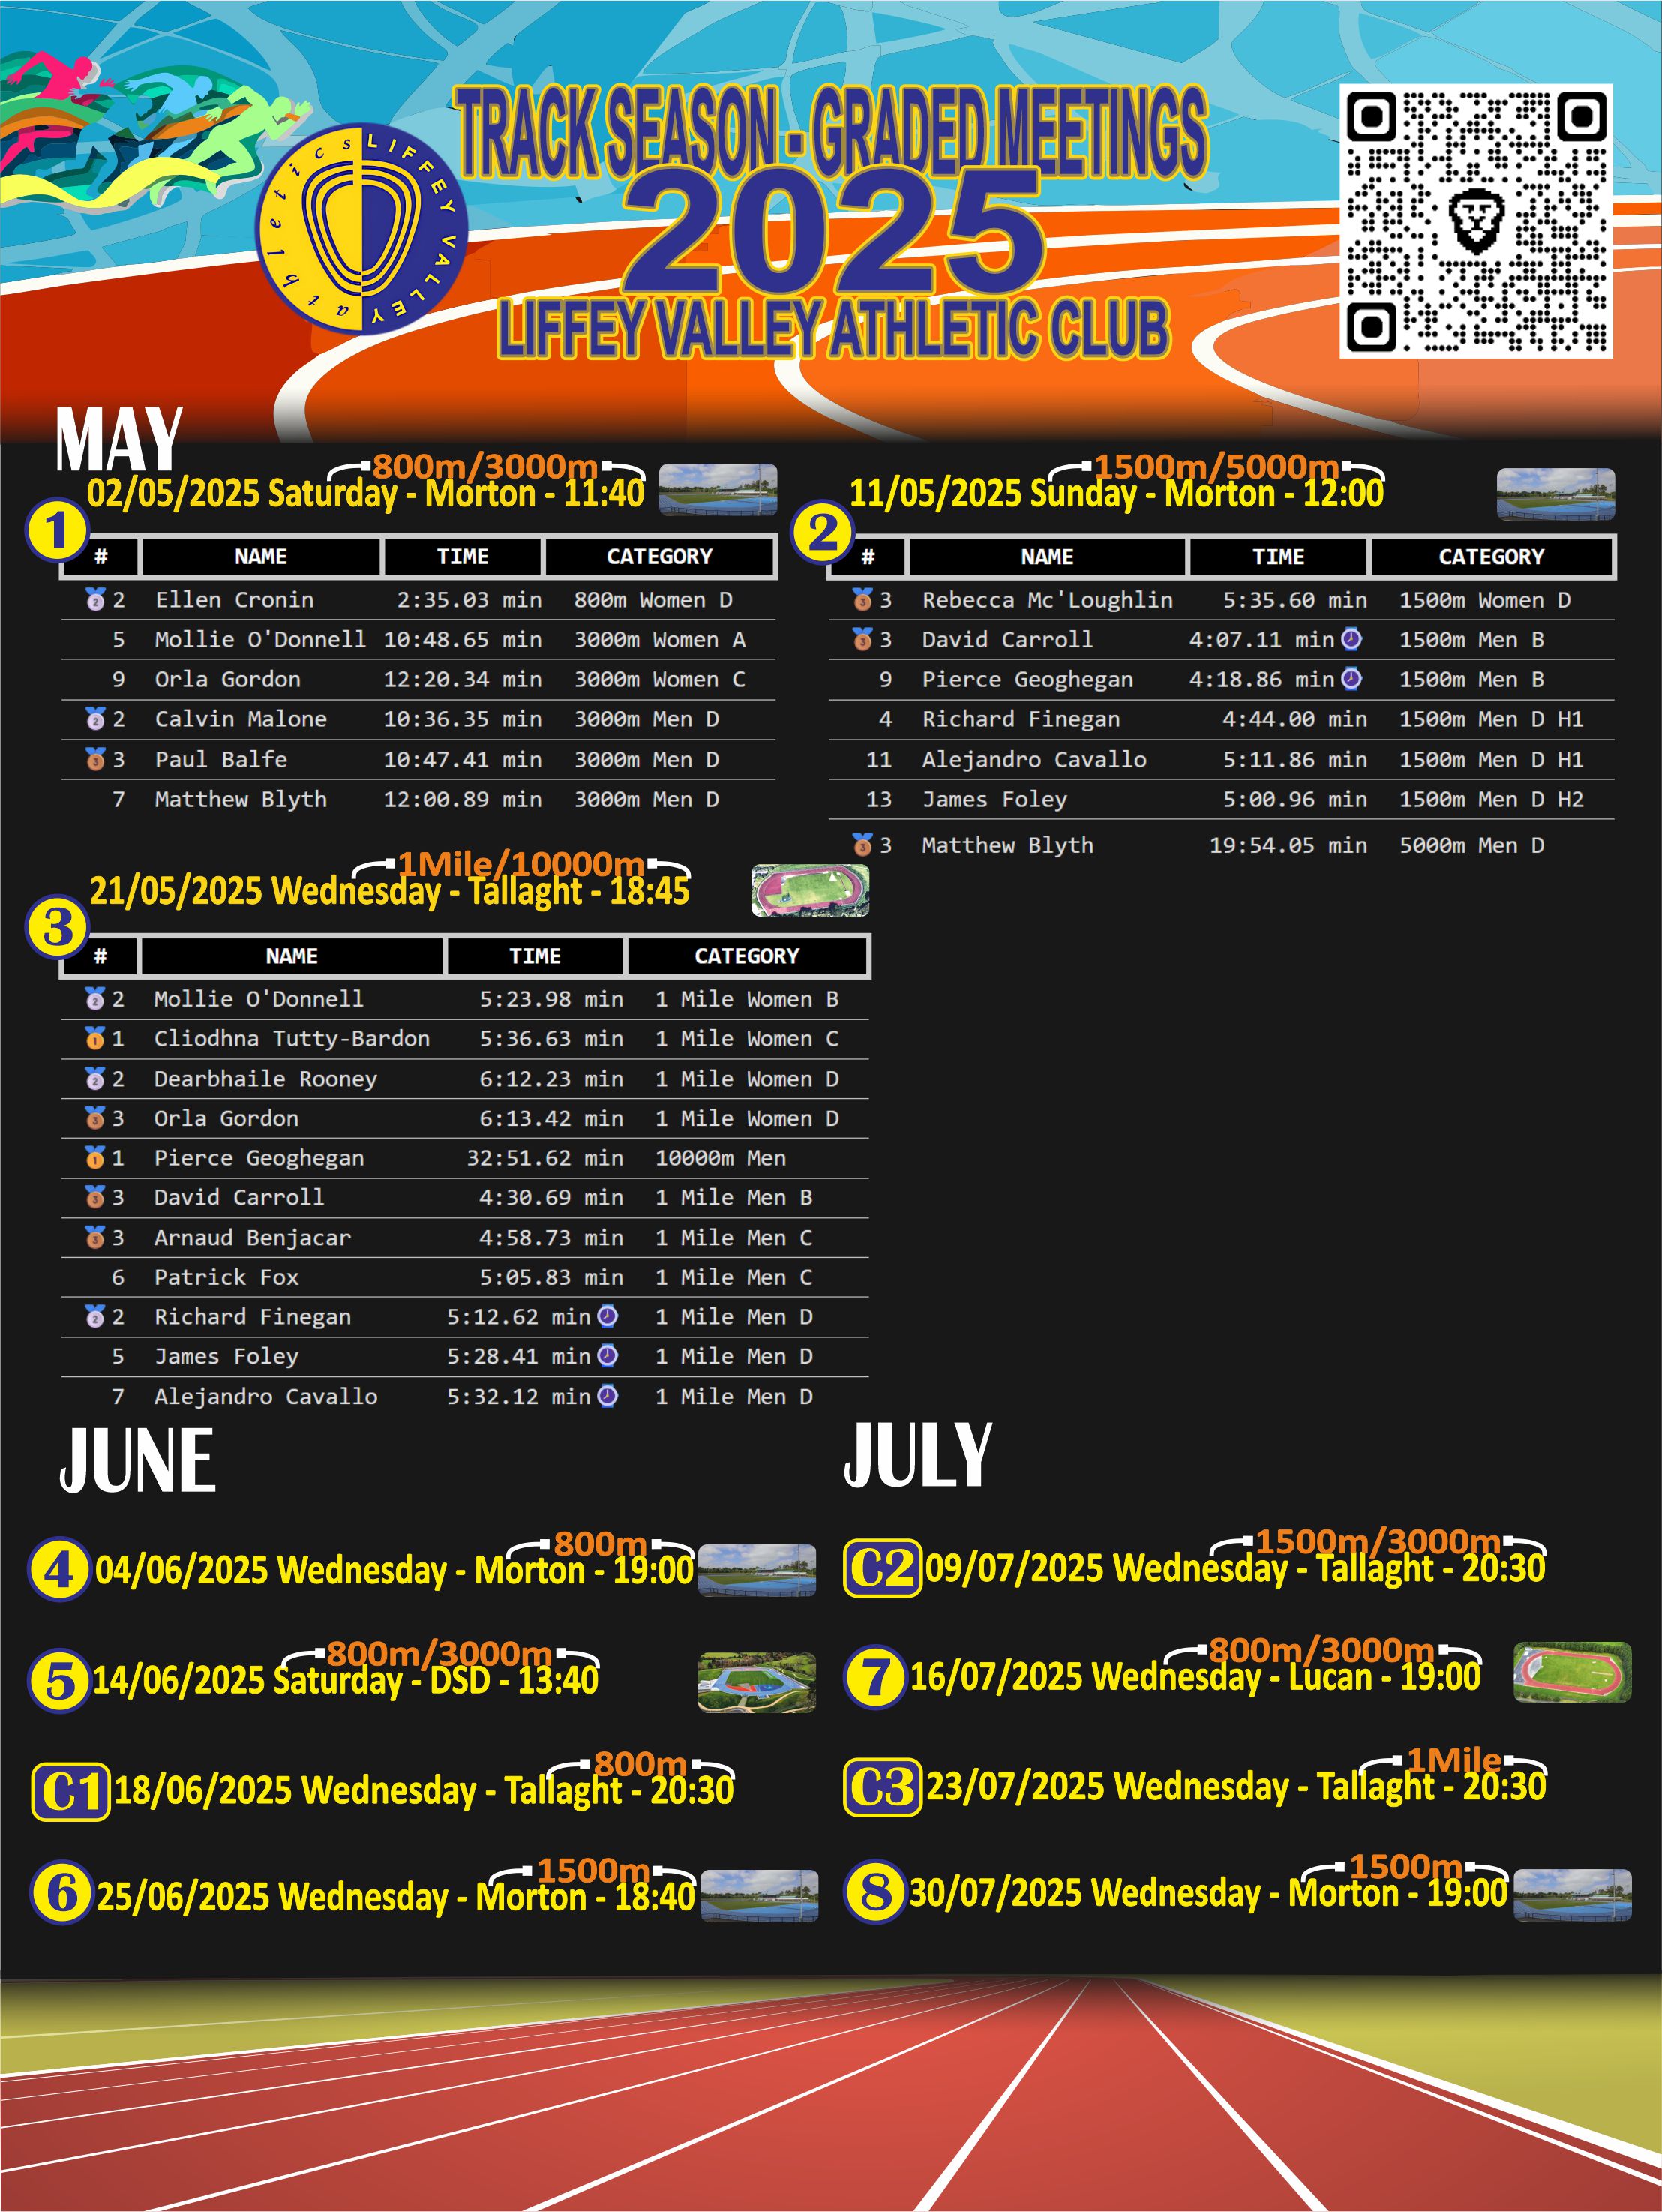 TRACK SEASON - GRADED MEETINGS
2025
LIFFEY VALLEY ATHLETIC CLUB
LIFFEY VALLEY
athletics
MAY
800m/3000m
1 02/05/2025 Saturday - Morton - 11:40
# NAME TIME CATEGORY
2 Ellen Cronin 2:35.03 min 800m Women D
5 Mollie O'Donnell 10:48.65 min 3000m Women A
9 Orla Gordon 12:20.34 min 3000m Women C
2 Calvin Malone 10:36.35 min 3000m Men D
3 Paul Balfe 10:47.41 min 3000m Men D
7 Matthew Blyth 12:00.89 min 3000m Men D
1500m/5000m
2 11/05/2025 Sunday - Morton - 12:00
# NAME TIME CATEGORY
3 Rebecca Mc'Loughlin 5:35.60 min 1500m Women D
3 David Carroll 4:07.11 min 1500m Men B
9 Pierce Geoghegan 4:18.86 min 1500m Men B
4 Richard Finegan 4:44.00 min 1500m Men D H1
11 Alejandro Cavallo 5:11.86 min 1500m Men D H1
13 James Foley 5:00.96 min 1500m Men D H2
3 Matthew Blyth 19:54.05 min 5000m Men D
1Mile/10000m
3 21/05/2025 Wednesday - Tallaght - 18:45
# NAME TIME CATEGORY
2 Mollie O'Donnell 5:23.98 min 1 Mile Women B
1 Cliodhna Tutty-Bardon 5:36.63 min 1 Mile Women C
2 Dearbhaile Rooney 6:12.23 min 1 Mile Women D
3 Orla Gordon 6:13.42 min 1 Mile Women D
1 Pierce Geoghegan 32:51.62 min 10000m Men
3 David Carroll 4:30.69 min 1 Mile Men B
3 Arnaud Benjacar 4:58.73 min 1 Mile Men C
6 Patrick Fox 5:05.83 min 1 Mile Men C
2 Richard Finegan 5:12.62 min 1 Mile Men D
5 James Foley 5:28.41 min 1 Mile Men D
7 Alejandro Cavallo 5:32.12 min 1 Mile Men D
JUNE
800m
4 04/06/2025 Wednesday - Morton - 19:00
800m/3000m
5 14/06/2025 Saturday - DSD - 13:40
800m
C1 18/06/2025 Wednesday - Tallaght - 20:30
1500m
6 25/06/2025 Wednesday - Morton - 18:40
JULY
1500m/3000m
C2 09/07/2025 Wednesday - Tallaght - 20:30
800m/3000m
7 16/07/2025 Wednesday - Lucan - 19:00
1Mile
C3 23/07/2025 Wednesday - Tallaght - 20:30
1500m
8 30/07/2025 Wednesday - Morton - 19:00